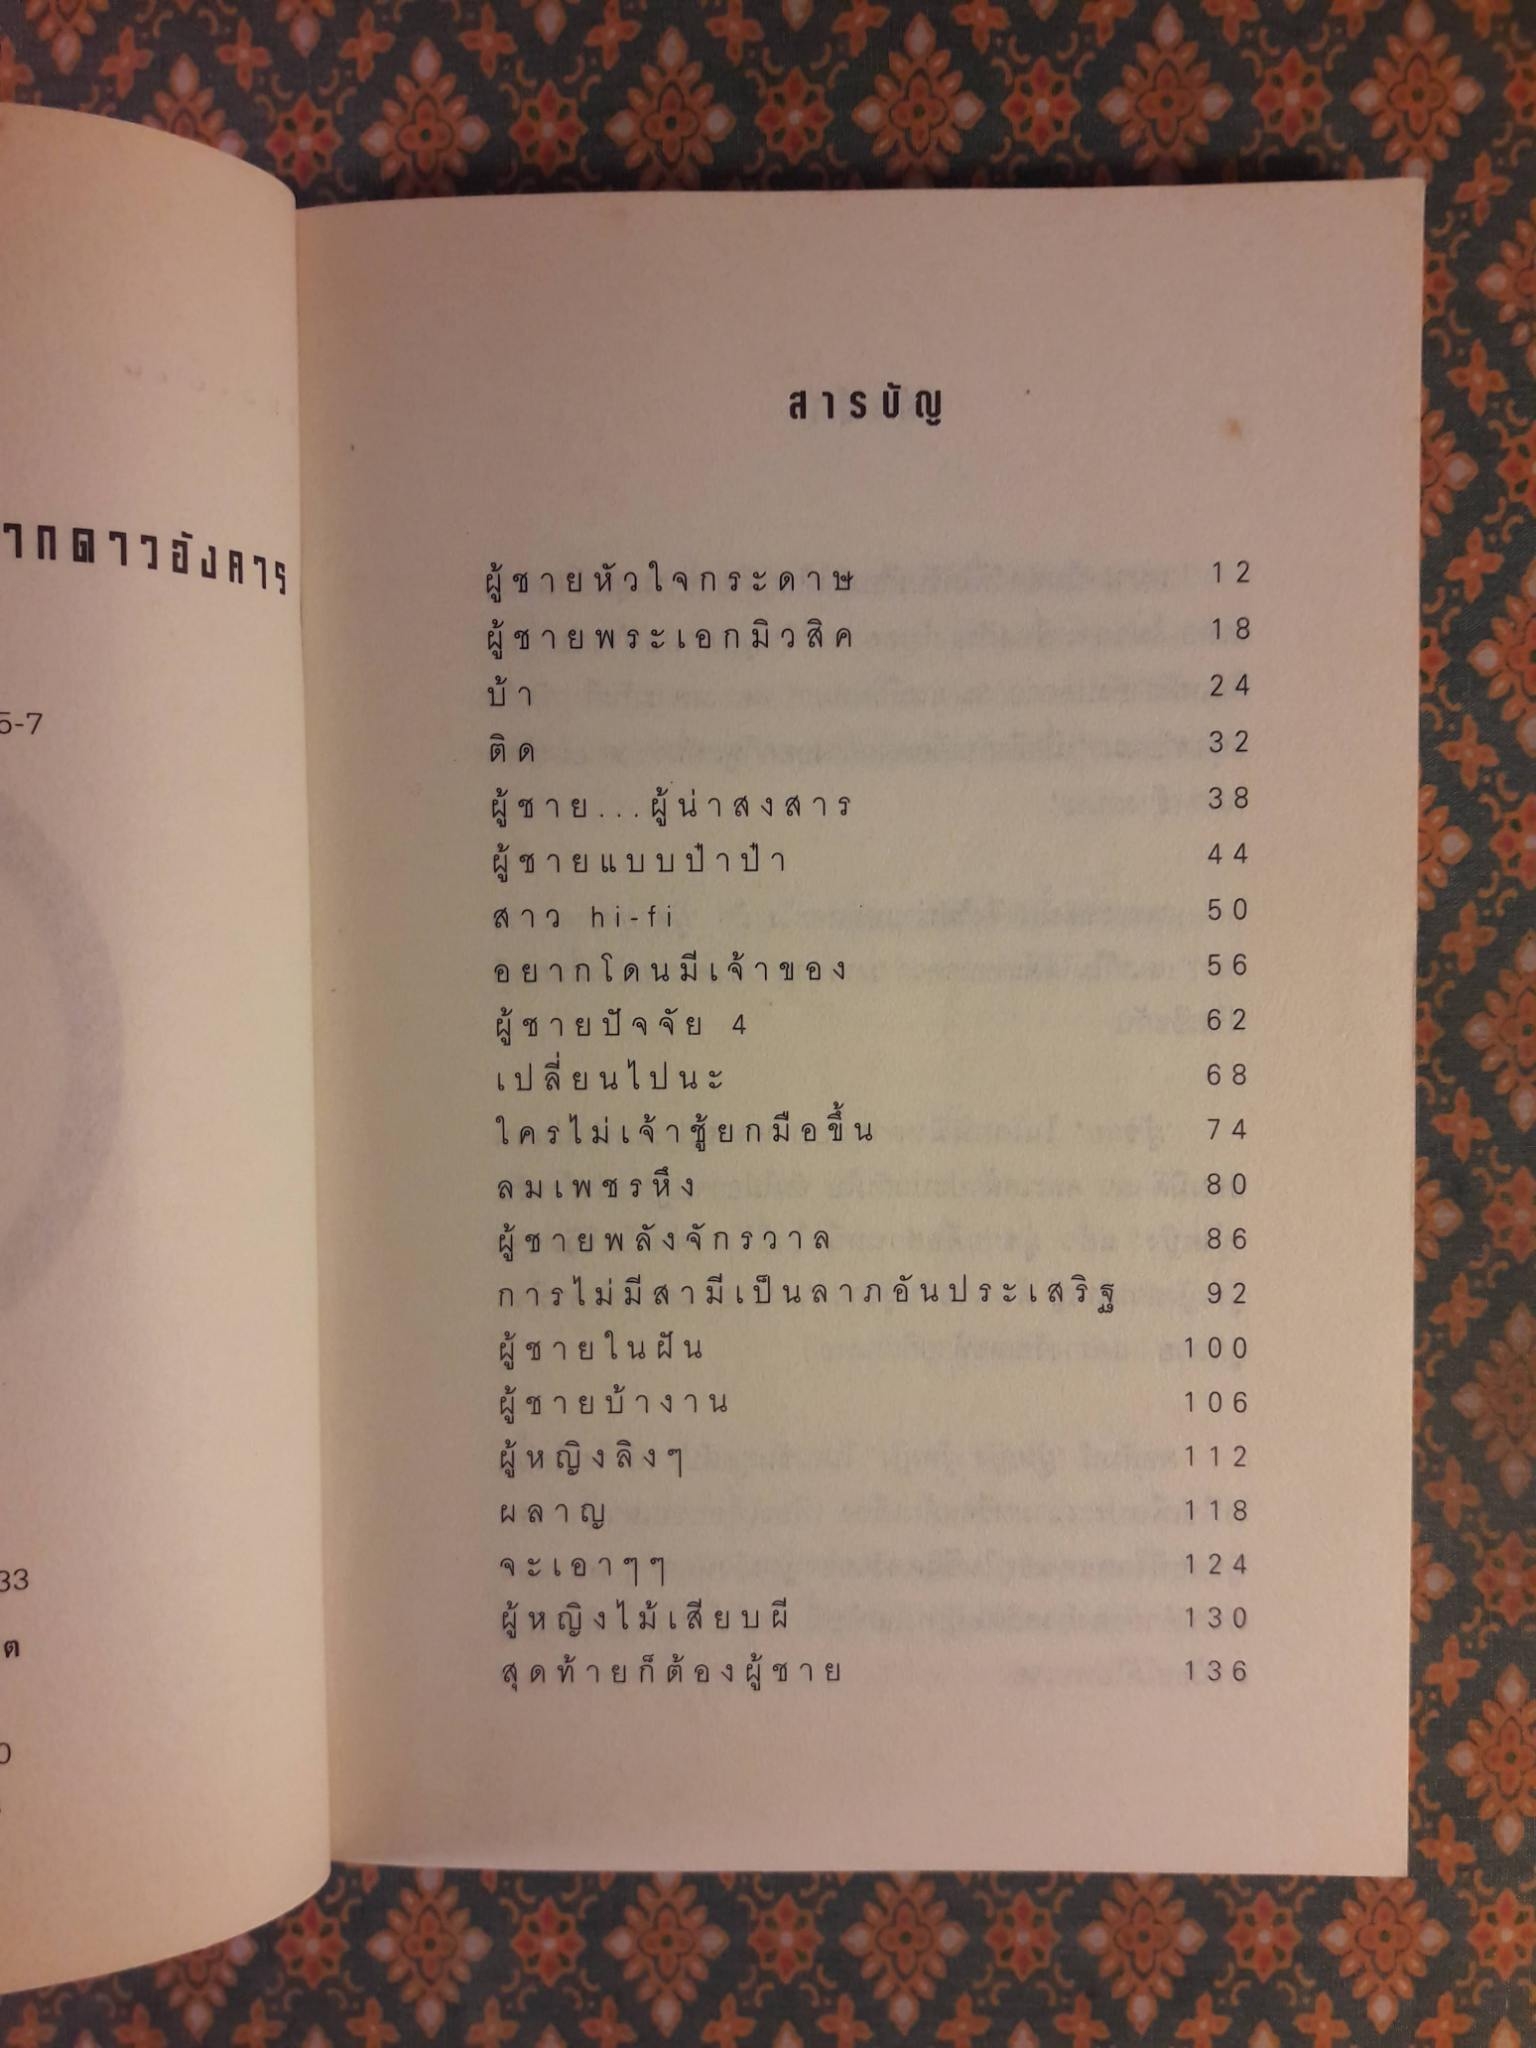 ากดาวอังคาร
5-7
33
ต
0
สารบัญ
ผู้ชายหัวใจกระดาษ 12
ผู้ชายพระเอกมิวสิค 18
บ้า 24
ติด 32
ผู้ชาย...ผู้น่าสงสาร 38
ผู้ชายแบบป๋าป๋า 44
สาว hi-fi 50
อยากโดนมีเจ้าของ 56
ผู้ชายปัจจัย 4 62
เปลี่ยนไปนะ 68
ใครไม่เจ้าชู้ยกมือขึ้น 74
ลมเพชรหึง 80
ผู้ชายพลังจักรวาล 86
การไม่มีสามีเป็นลาภอันประเสริฐ 92
ผู้ชายในฝัน 100
ผู้ชายบ้างาน 106
ผู้หญิงลิงๆ 112
ผลาญ 118
จะเอาๆๆ 124
ผู้หญิงไม้เสียบผี 130
สุดท้ายก็ต้องผู้ชาย 136